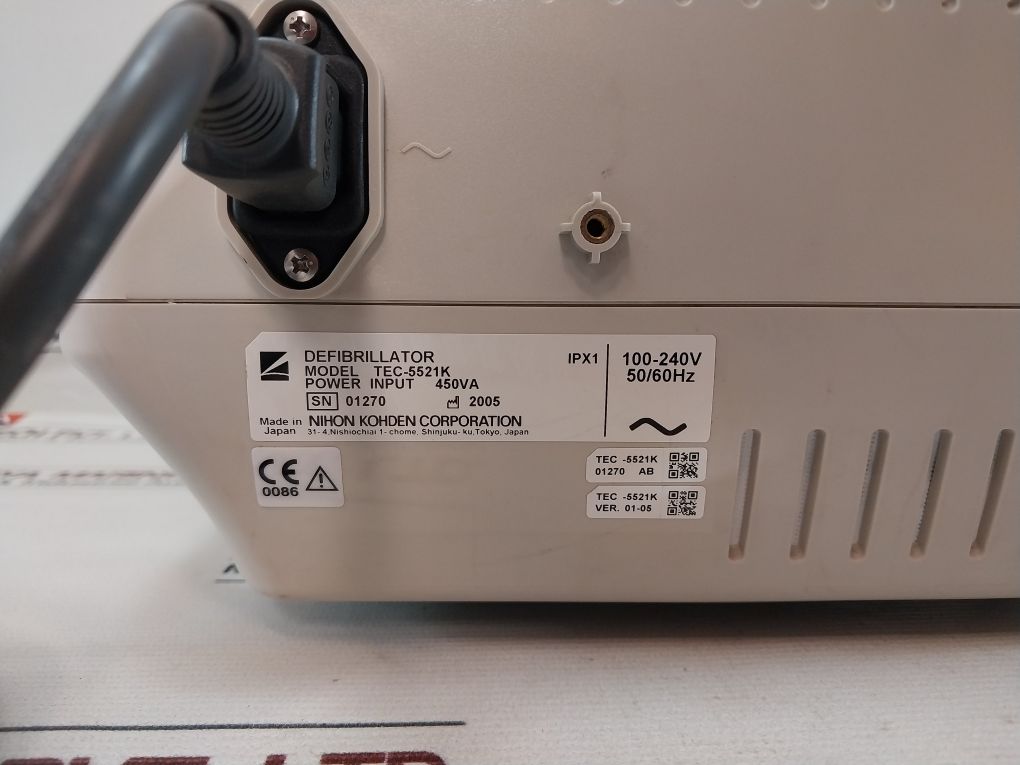 DEFIBRILLATOR
MODEL TEC-5521K
POWER INPUT 450VA
SN 01270 2005
Made in Japan NIHON KOHDEN CORPORATION
31-4, Nishiochiai 1-chome, Shinjuku-ku, Tokyo, Japan
IPX1
100-240V
50/60Hz
CE
0086
TEC -5521K
01270 AB
TEC -5521K
VER. 01-05